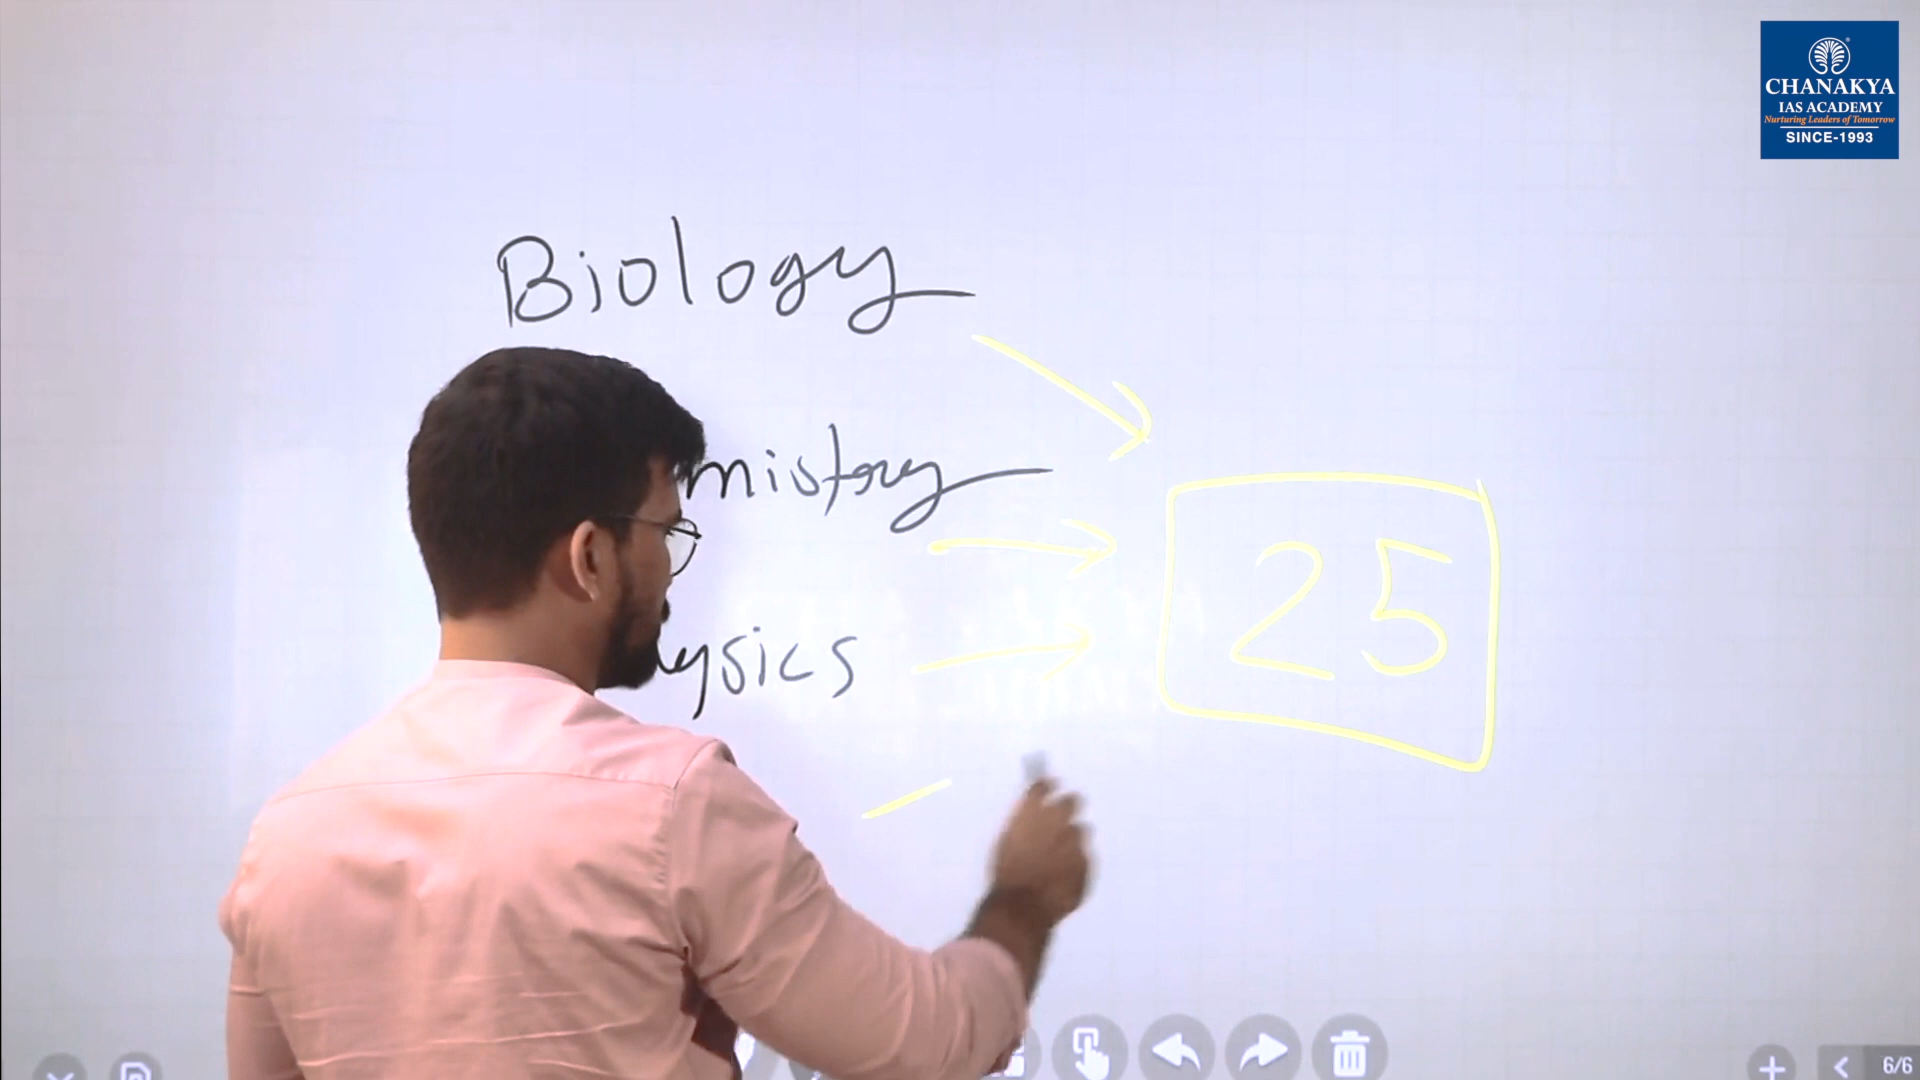 CHANAKYA
IAS ACADEMY
Nurturing Leaders of Tomorrow
SINCE-1993
Biology
mistry
ysics
25
6/6